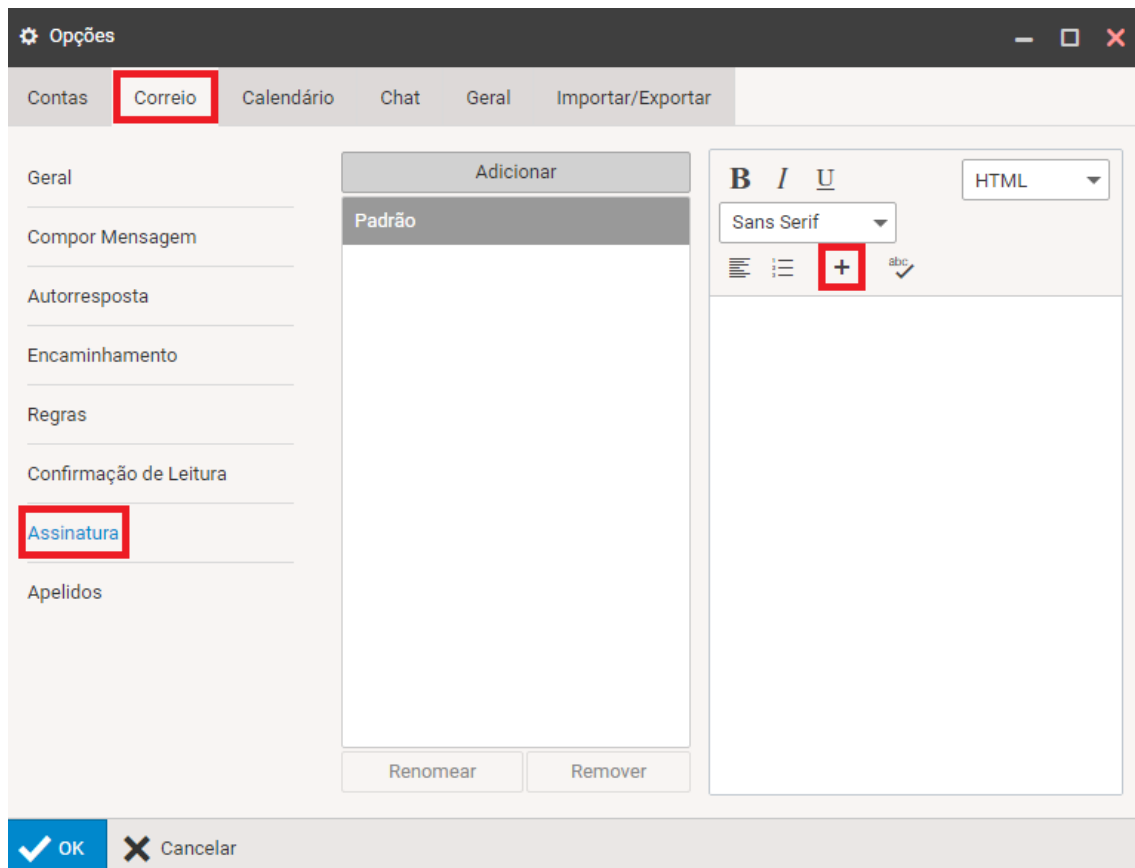 Opções
Contas Correio Calendário Chat Geral Importar/Exportar
Geral
Compor Mensagem
Autorresposta
Encaminhamento
Regras
Confirmação de Leitura
Assinatura
Apelidos
Adicionar
Padrão
Renomear Remover
B I U HTML
Sans Serif
abc
OK Cancelar